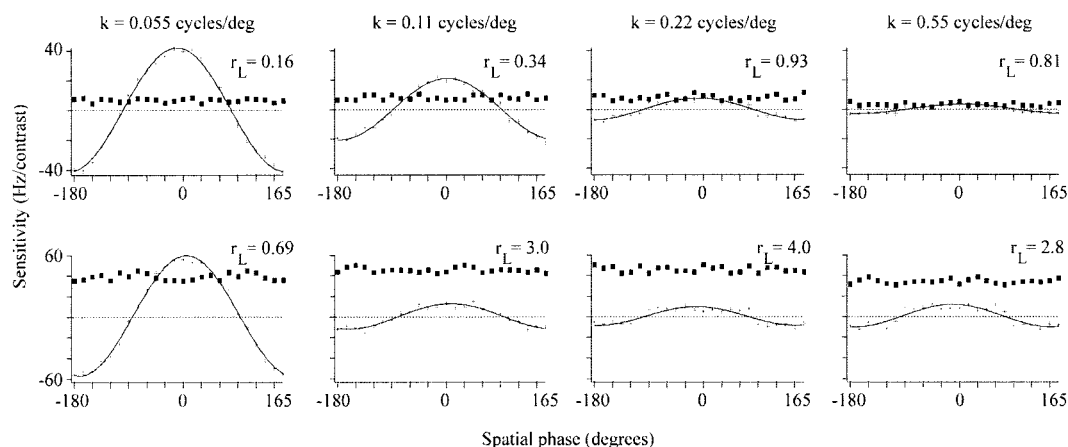 k = 0.055 cycles/deg
k = 0.11 cycles/deg
k = 0.22 cycles/deg
k = 0.55 cycles/deg
Sensitivity (Hz/contrast)
40
-40
r_L = 0.16
r_L = 0.34
r_L = 0.93
r_L = 0.81
-180 0 165
-180 0 165
-180 0 165
-180 0 165
60
-60
r_L = 0.69
r_L = 3.0
r_L = 4.0
r_L = 2.8
-180 0 165
-180 0 165
-180 0 165
-180 0 165
Spatial phase (degrees)